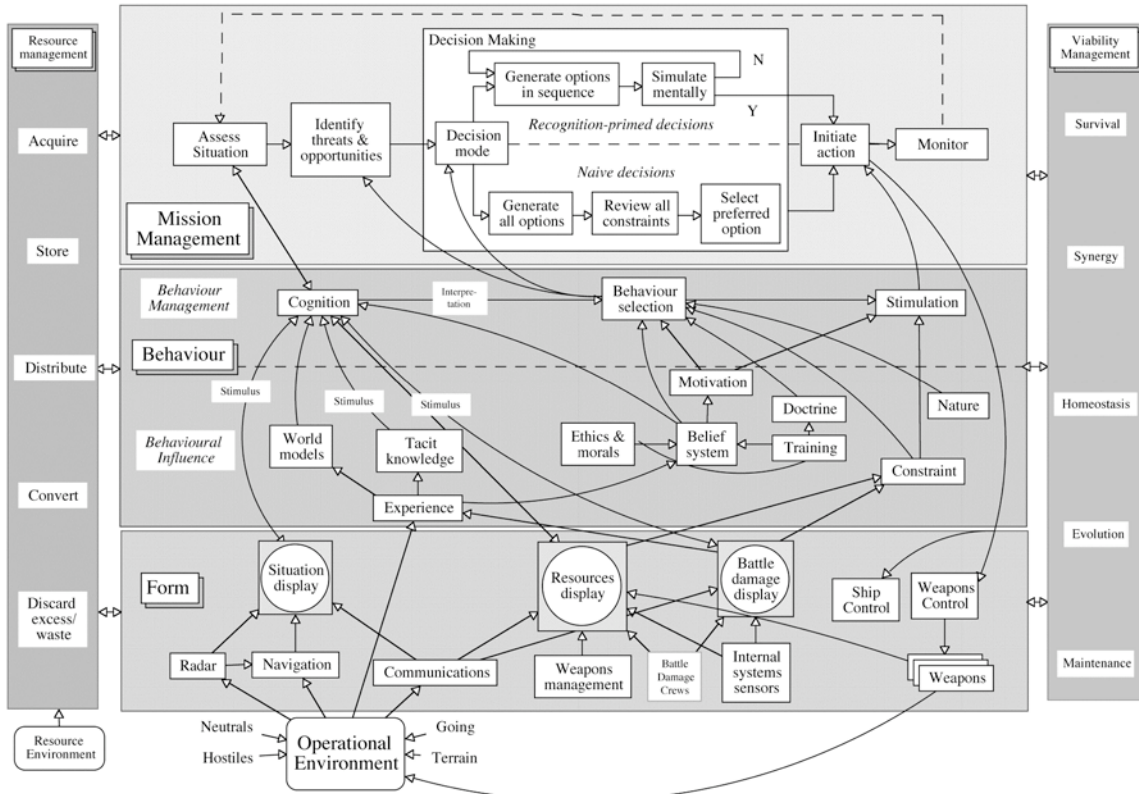 Resource
management
Acquire
Store
Distribute
Convert
Discard
excess/
waste
Resource
Environment
Decision Making
Generate options
in sequence
Simulate
mentally
N
Y
Assess
Situation
Identify
threats &
opportunities
Decision
mode
Recognition-primed decisions
Initiate
action
Monitor
Naive decisions
Generate
all options
Review all
constraints
Select
preferred
option
Mission
Management
Behaviour
Management
Cognition
Interpre-
tation
Behaviour
selection
Stimulation
Behaviour
Stimulus
Stimulus
Stimulus
Motivation
Doctrine
Nature
Behavioural
Influence
World
models
Tacit
knowledge
Ethics &
morals
Belief
system
Training
Constraint
Experience
Form
Situation
display
Resources
display
Battle
damage
display
Ship
Control
Weapons
Control
Radar
Navigation
Communications
Weapons
management
Battle
Damage
Crews
Internal
systems
sensors
Weapons
Neutrals
Hostiles
Operational
Environment
Going
Terrain
Viability
Management
Survival
Synergy
Homeostasis
Evolution
Maintenance